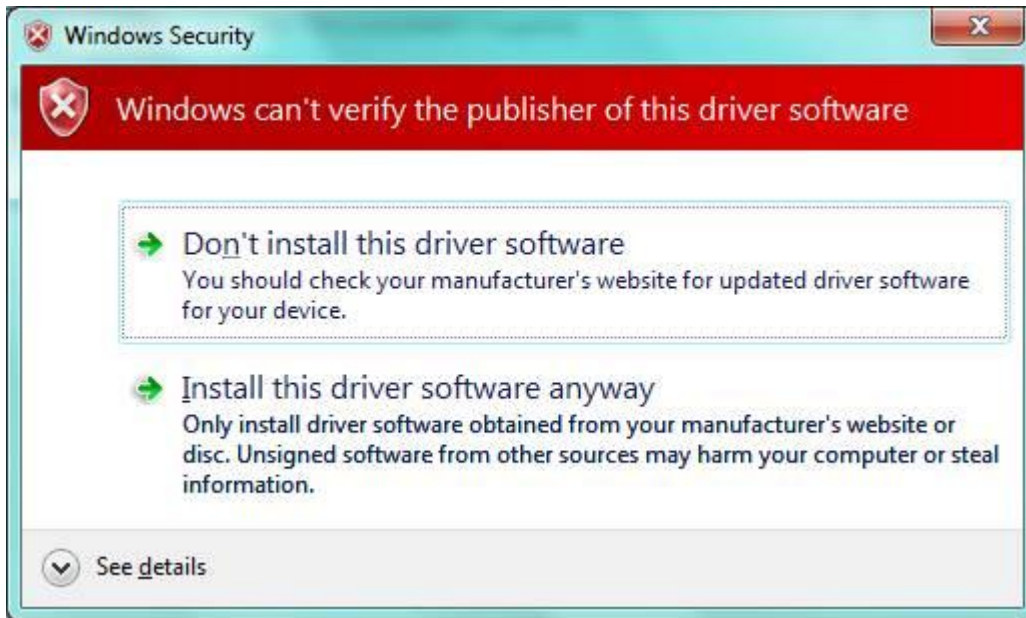 Windows Security
Windows can't verify the publisher of this driver software
Don't install this driver software
You should check your manufacturer's website for updated driver software
for your device.
Install this driver software anyway
Only install driver software obtained from your manufacturer's website or
disc. Unsigned software from other sources may harm your computer or steal
information.
See details